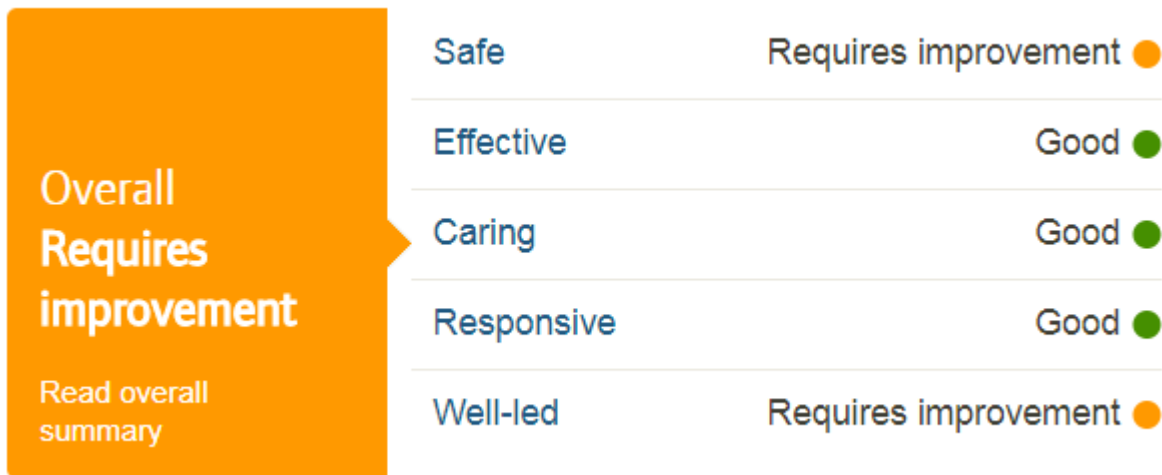 Overall
Requires
improvement
Read overall
summary
Safe Requires improvement
Effective Good
Caring Good
Responsive Good
Well-led Requires improvement